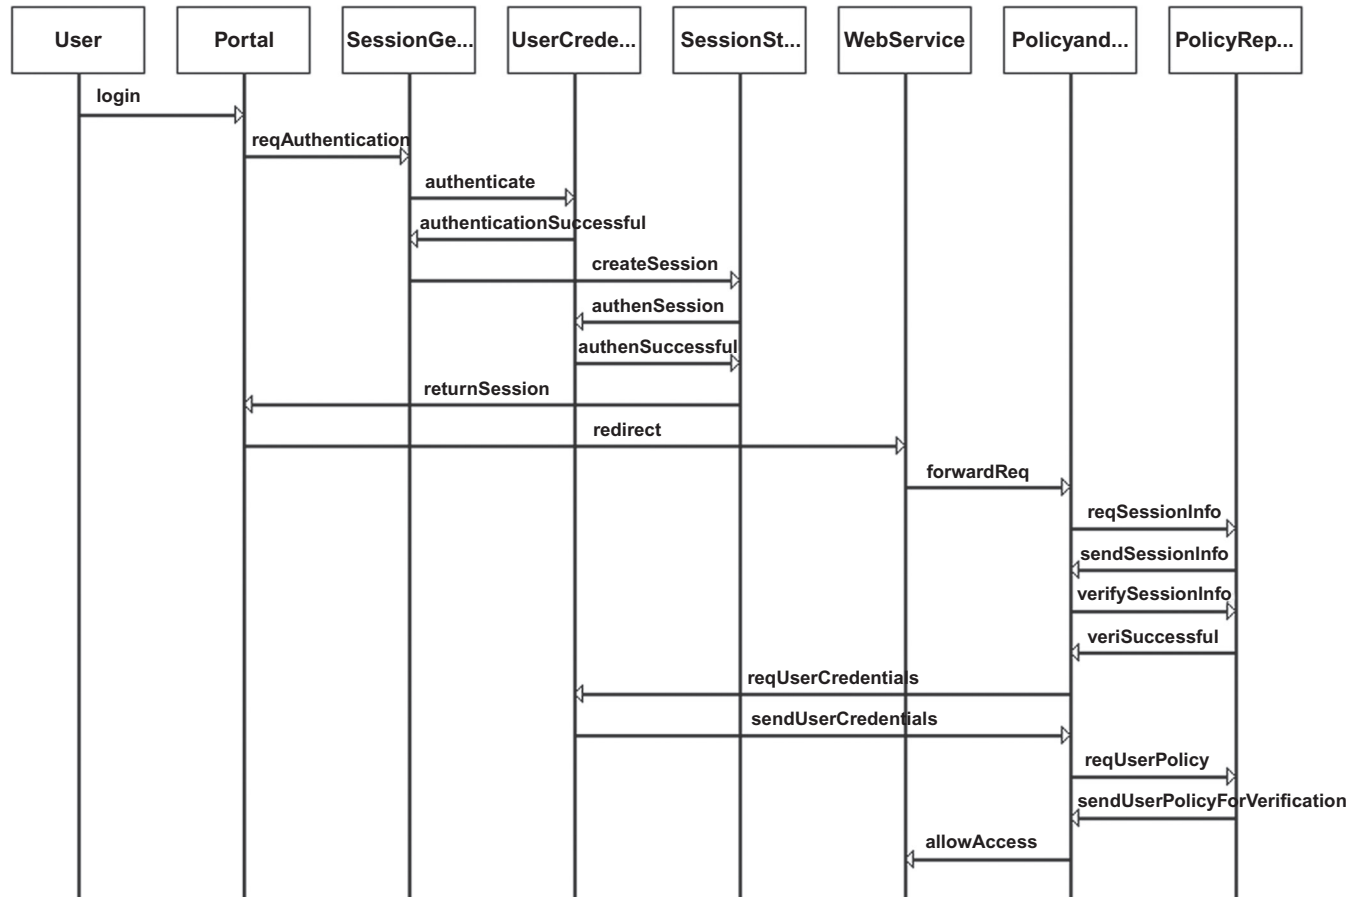 User
Portal
SessionGe...
UserCrede...
SessionSt...
WebService
Policyand...
PolicyRep...
login
reqAuthentication
authenticate
authenticationSuccessful
createSession
authenSession
authenSuccessful
returnSession
redirect
forwardReq
reqSessionInfo
sendSessionInfo
verifySessionInfo
veriSuccessful
reqUserCredentials
sendUserCredentials
reqUserPolicy
sendUserPolicyForVerification
allowAccess